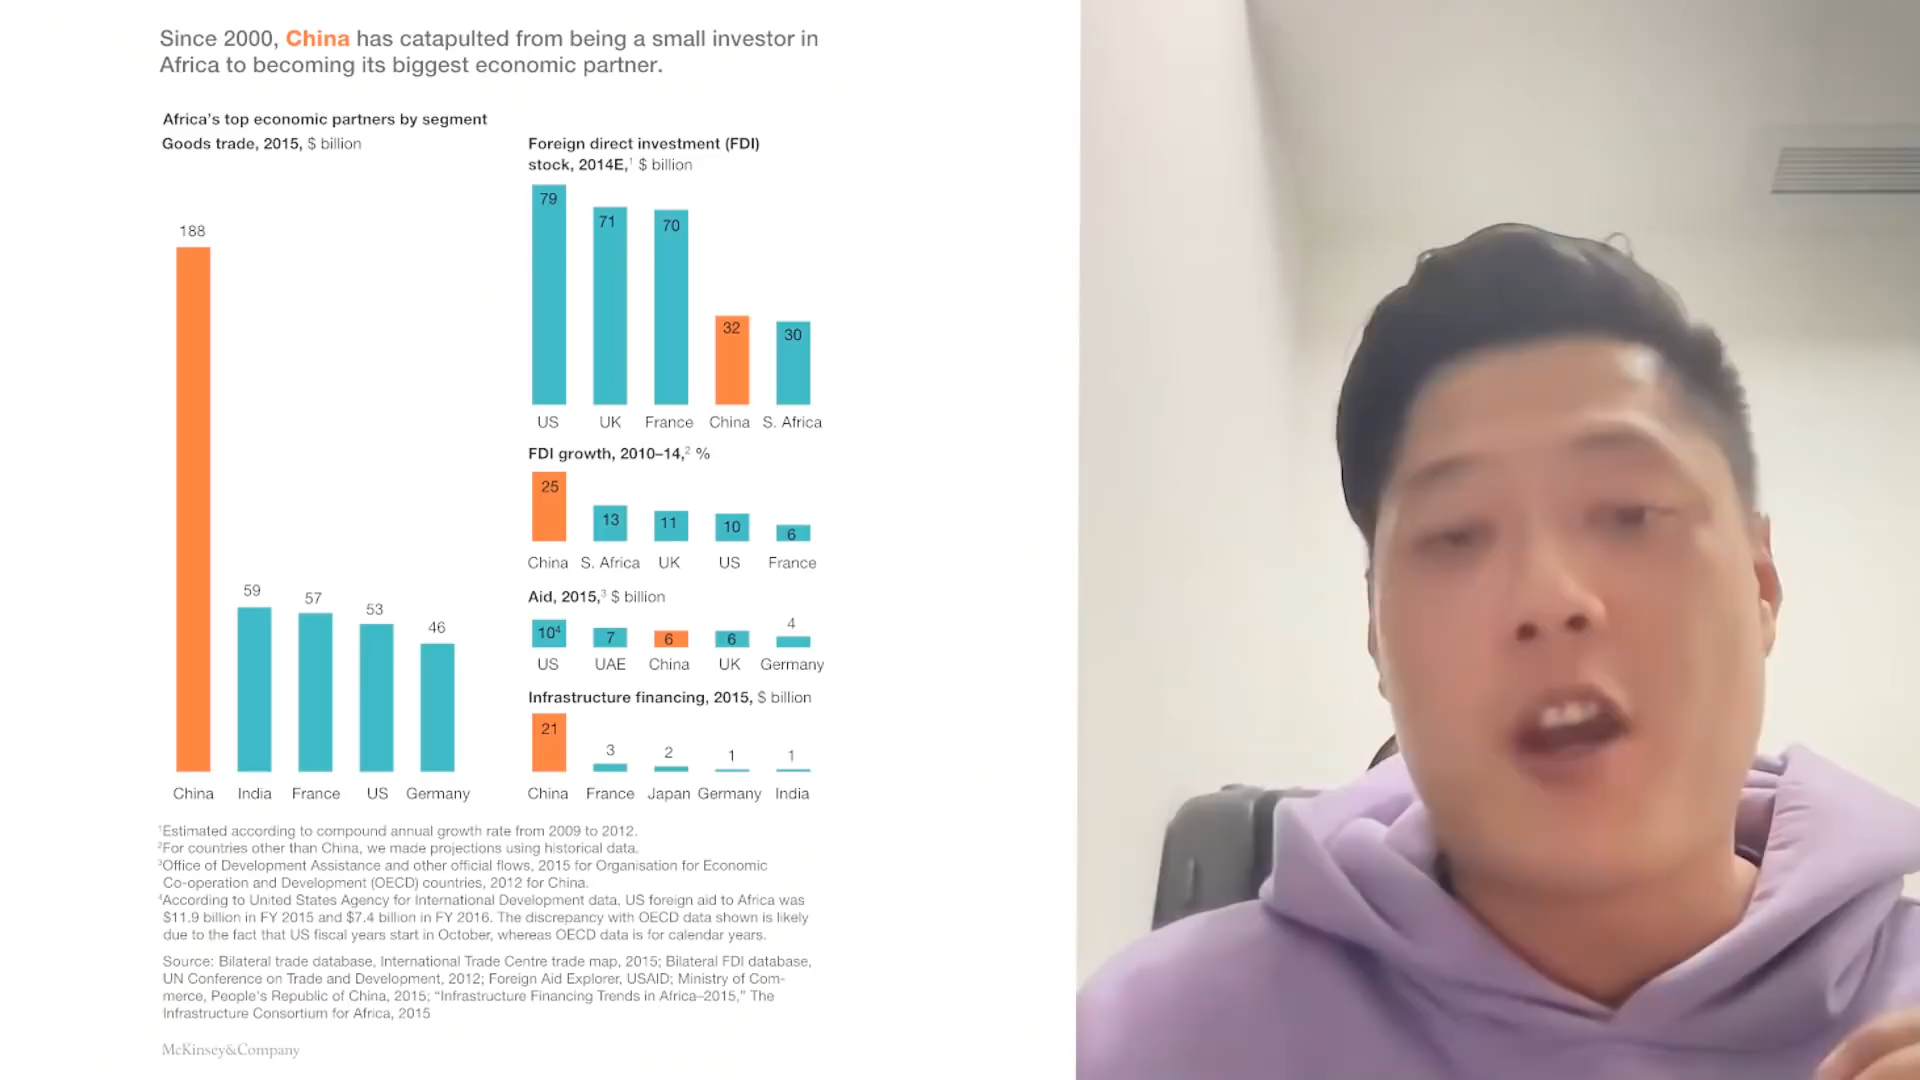 Since 2000, China has catapulted from being a small investor in
Africa to becoming its biggest economic partner.
Africa's top economic partners by segment
Goods trade, 2015, $ billion
188
59
57
53
46
China India France US Germany
Foreign direct investment (FDI)
stock, 2014E,¹ $ billion
79
71
70
32
30
US UK France China S. Africa
FDI growth, 2010–14,² %
25
13
11
10
6
China S. Africa UK US France
Aid, 2015,³ $ billion
10⁴
7
6
6
4
US UAE China UK Germany
Infrastructure financing, 2015, $ billion
21
3
2
1
1
China France Japan Germany India
¹Estimated according to compound annual growth rate from 2009 to 2012.
²For countries other than China, we made projections using historical data.
³Office of Development Assistance and other official flows, 2015 for Organisation for Economic
Co-operation and Development (OECD) countries, 2012 for China.
⁴According to United States Agency for International Development data, US foreign aid to Africa was
$11.9 billion in FY 2015 and $7.4 billion in FY 2016. The discrepancy with OECD data shown is likely
due to the fact that US fiscal years start in October, whereas OECD data is for calendar years.
Source: Bilateral trade database, International Trade Centre trade map, 2015; Bilateral FDI database,
UN Conference on Trade and Development, 2012; Foreign Aid Explorer, USAID; Ministry of Com-
merce, People's Republic of China, 2015; “Infrastructure Financing Trends in Africa–2015,” The
Infrastructure Consortium for Africa, 2015
McKinsey&Company